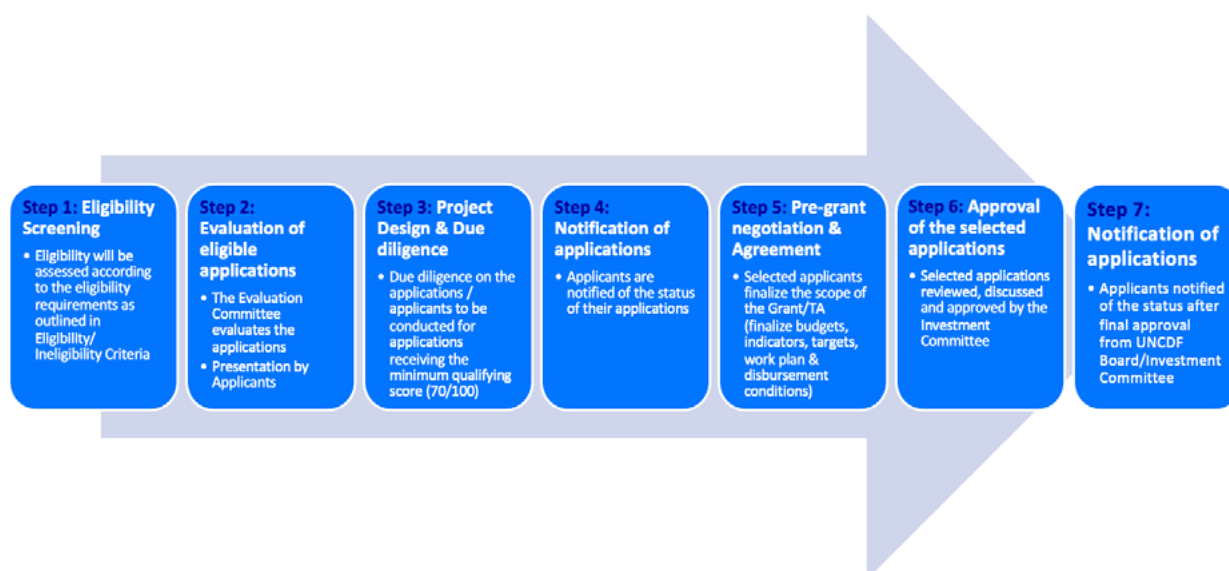 Step 1: Eligibility
Screening
• Eligibility will be
assessed according
to the eligibility
requirements as
outlined in
Eligibility/
Ineligibility Criteria
Step 2:
Evaluation of
eligible
applications
• The Evaluation
Committee
evaluates the
applications
• Presentation by
Applicants
Step 3: Project
Design & Due
diligence
• Due diligence on the
applications /
applicants to be
conducted for
applications
receiving the
minimum qualifying
score (70/100)
Step 4:
Notification of
applications
• Applicants are
notified of the status
of their applications
Step 5: Pre-grant
negotiation &
Agreement
• Selected applicants
finalize the scope of
the Grant/TA
(finalize budgets,
indicators, targets,
work plan &
disbursement
conditions)
Step 6: Approval
of the selected
applications
• Selected applications
reviewed, discussed
and approved by the
Investment
Committee
Step 7:
Notification of
applications
• Applicants notified
of the status after
final approval
from UNCDF
Board/Investment
Committee